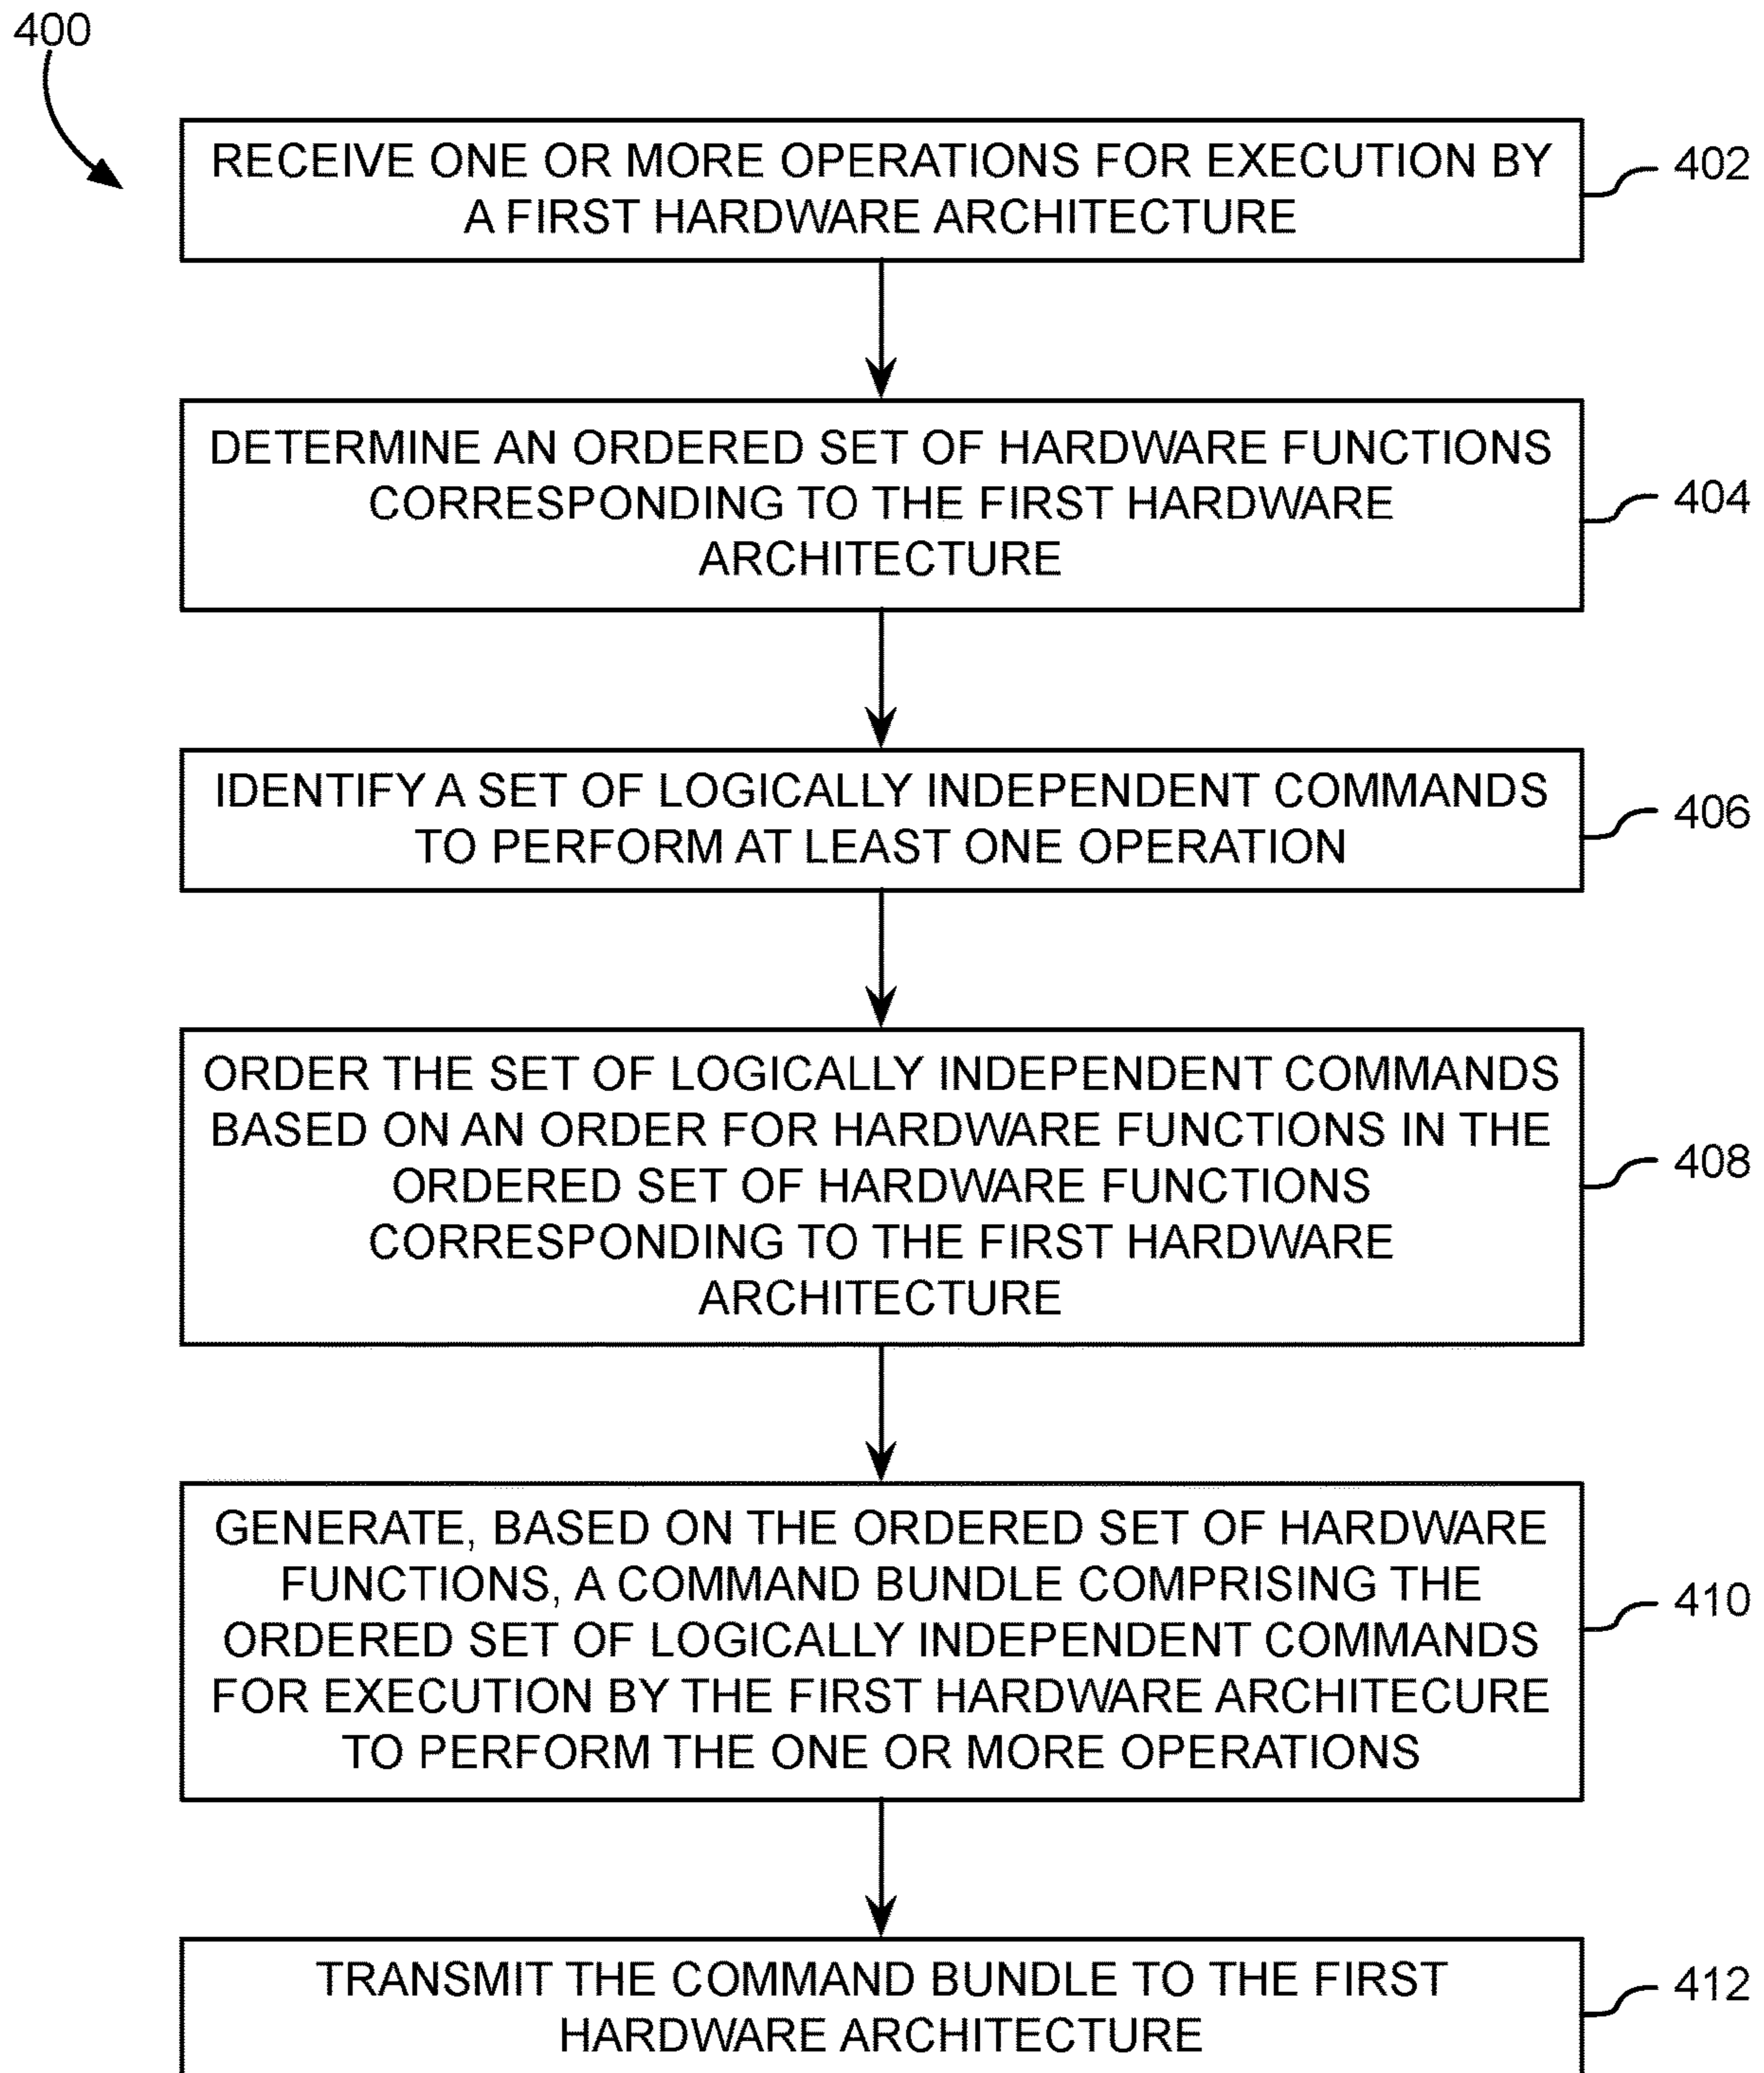 400
RECEIVE ONE OR MORE OPERATIONS FOR EXECUTION BY
A FIRST HARDWARE ARCHITECTURE
402
DETERMINE AN ORDERED SET OF HARDWARE FUNCTIONS
CORRESPONDING TO THE FIRST HARDWARE
ARCHITECTURE
404
IDENTIFY A SET OF LOGICALLY INDEPENDENT COMMANDS
TO PERFORM AT LEAST ONE OPERATION
406
ORDER THE SET OF LOGICALLY INDEPENDENT COMMANDS
BASED ON AN ORDER FOR HARDWARE FUNCTIONS IN THE
ORDERED SET OF HARDWARE FUNCTIONS
CORRESPONDING TO THE FIRST HARDWARE
ARCHITECTURE
408
GENERATE, BASED ON THE ORDERED SET OF HARDWARE
FUNCTIONS, A COMMAND BUNDLE COMPRISING THE
ORDERED SET OF LOGICALLY INDEPENDENT COMMANDS
FOR EXECUTION BY THE FIRST HARDWARE ARCHITECURE
TO PERFORM THE ONE OR MORE OPERATIONS
410
TRANSMIT THE COMMAND BUNDLE TO THE FIRST
HARDWARE ARCHITECTURE
412